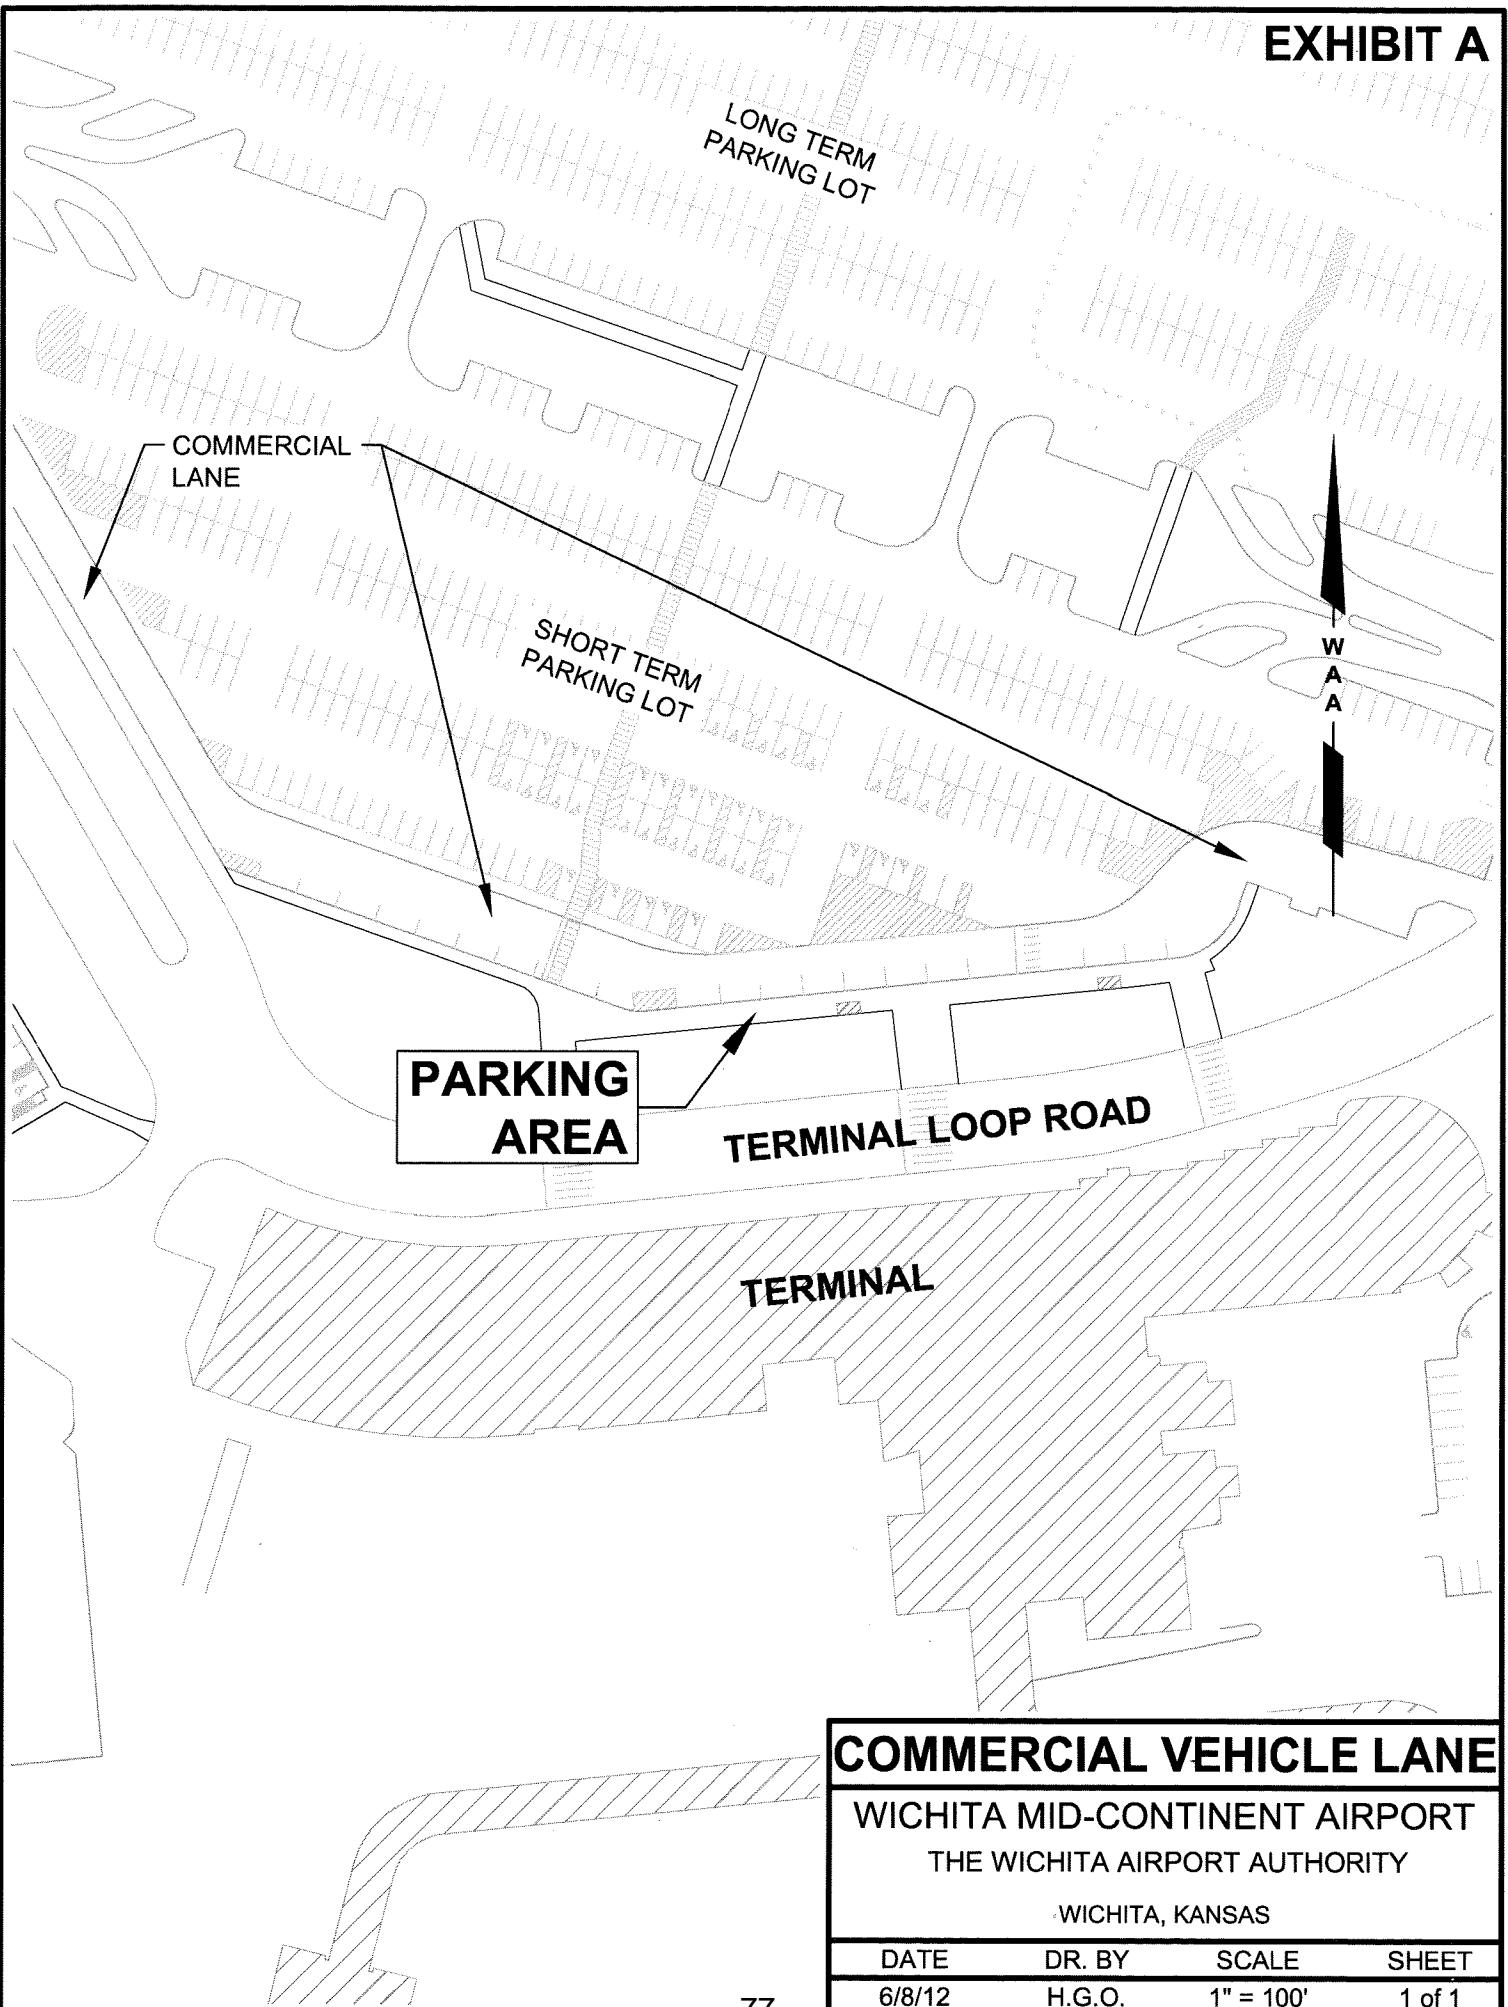 EXHIBIT A
LONG TERM
PARKING LOT
COMMERCIAL
LANE
SHORT TERM
PARKING LOT
W
A
A
PARKING
AREA
TERMINAL LOOP ROAD
TERMINAL
COMMERCIAL VEHICLE LANE
WICHITA MID-CONTINENT AIRPORT
THE WICHITA AIRPORT AUTHORITY
WICHITA, KANSAS
DATE DR. BY SCALE SHEET
6/8/12 H.G.O. 1" = 100' 1 of 1
77